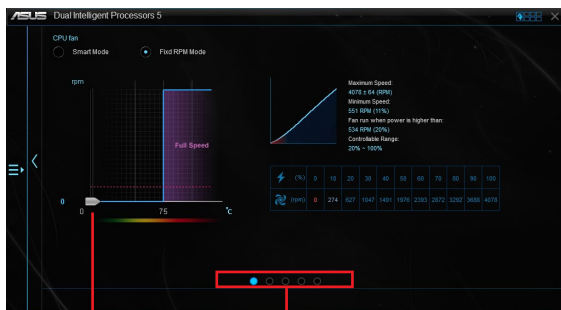 ASUS Dual Intelligent Processors 5
CPU fan
Smart Mode
Fixd RPM Mode
rpm
Full Speed
0
0
75
°C
Maximum Speed:
4078 ± 64 (RPM)
Minimum Speed:
551 RPM (11%)
Fan run when power is higher than:
534 RPM (20%)
Controllable Range:
20% ~ 100%
(%) 0 10 20 30 40 50 60 70 80 90 100
(rpm) 0 274 627 1047 1491 1976 2393 2872 3292 3688 4078